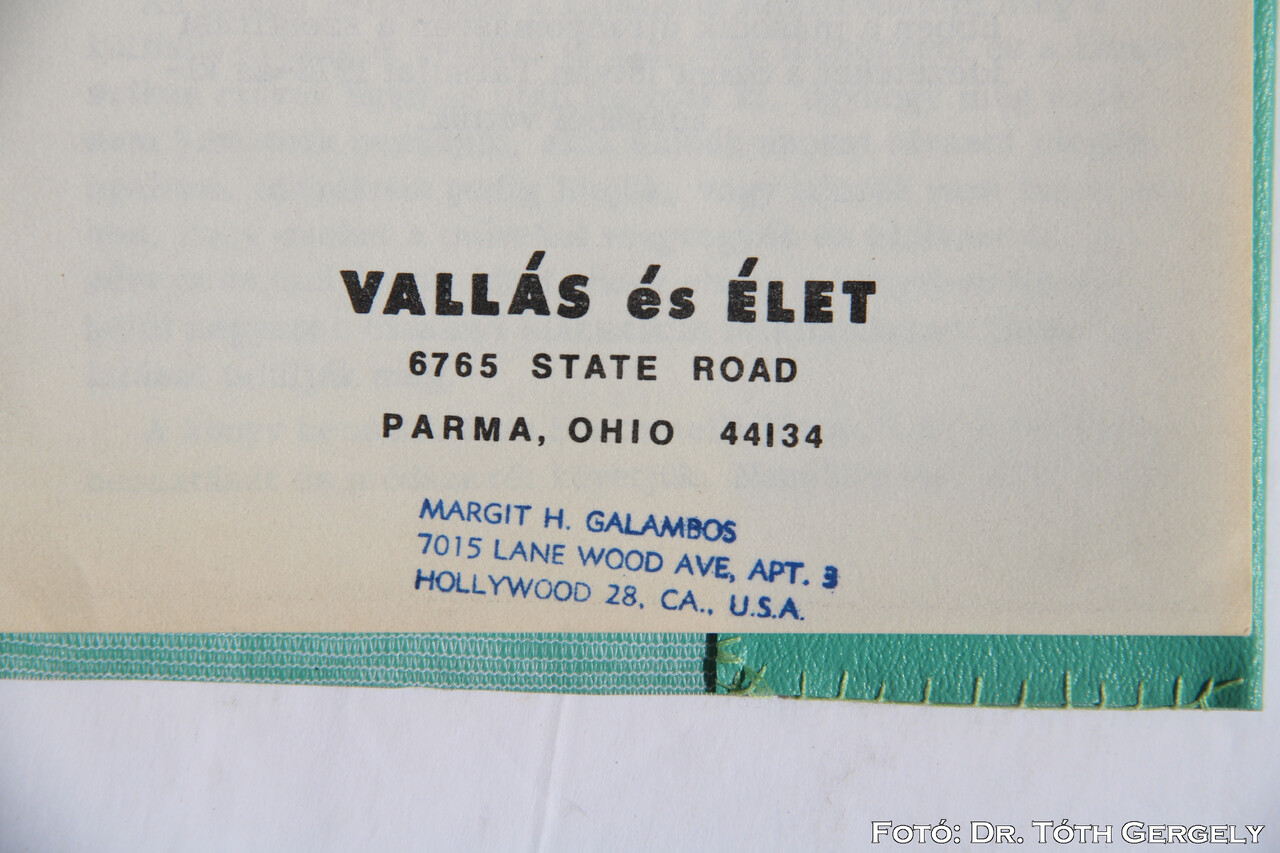 VALLÁS és ÉLET
6765 STATE ROAD
PARMA, OHIO 44134
MARGIT H. GALAMBOS
7015 LANE WOOD AVE, APT. 3
HOLLYWOOD 28, CA., U.S.A.
FOTÓ: DR. TÓTH GERGELY